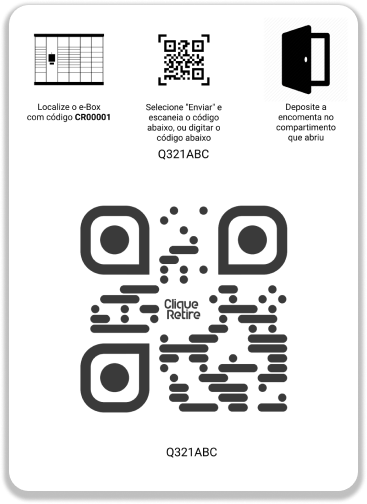 Localize o e-Box
com código CR00001
Selecione "Enviar" e
escaneia o código
abaixo, ou digitar o
código abaixo
Q321ABC
Deposite a
encomenta no
compartimento
que abriu
Clique
Retire
Q321ABC